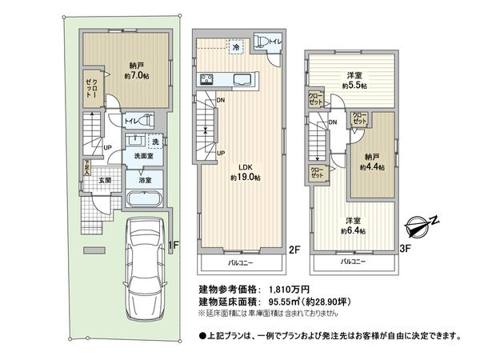 納戸
約7.0帖
クローゼット
トイレ
UP
洗
洗面室
下足入
玄関
浴室
1F
冷
トイレ
DN
UP
LDK
約19.0帖
バルコニー
2F
洋室
約5.5帖
クローゼット
DN
クローゼット
納戸
約4.4帖
クローゼット
洋室
約6.4帖
バルコニー
3F
N
建物参考価格： 1,810万円
建物延床面積： 95.55㎡（約28.90坪）
※延床面積には車庫面積は含まれておりません
●上記プランは、一例でプランおよび発注先はお客様が自由に決定できます。